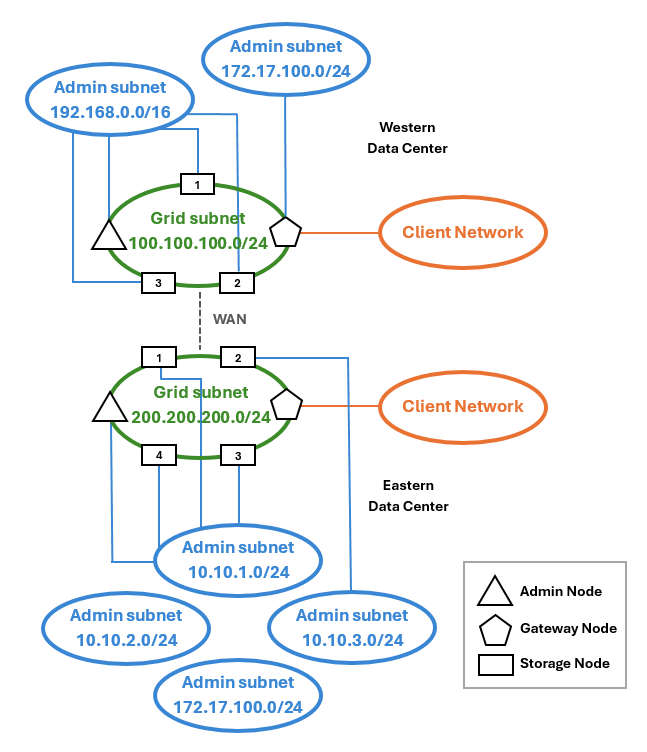 Admin subnet
172.17.100.0/24
Admin subnet
192.168.0.0/16
Western
Data Center
1
Grid subnet
100.100.100.0/24
Client Network
3
2
WAN
1
2
Grid subnet
200.200.200.0/24
Client Network
4
3
Eastern
Data Center
Admin subnet
10.10.1.0/24
Admin subnet
10.10.2.0/24
Admin subnet
10.10.3.0/24
Admin subnet
172.17.100.0/24
Admin Node
Gateway Node
Storage Node